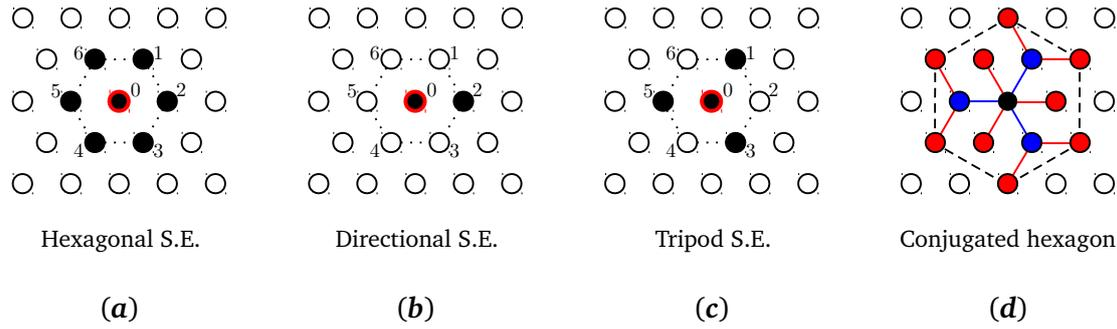 6 1
5 0 2
4 3
6 1
5 0 2
4 3
6 1
5 0 2
4 3
Hexagonal S.E.
Directional S.E.
Tripod S.E.
Conjugated hexagon
(a)
(b)
(c)
(d)